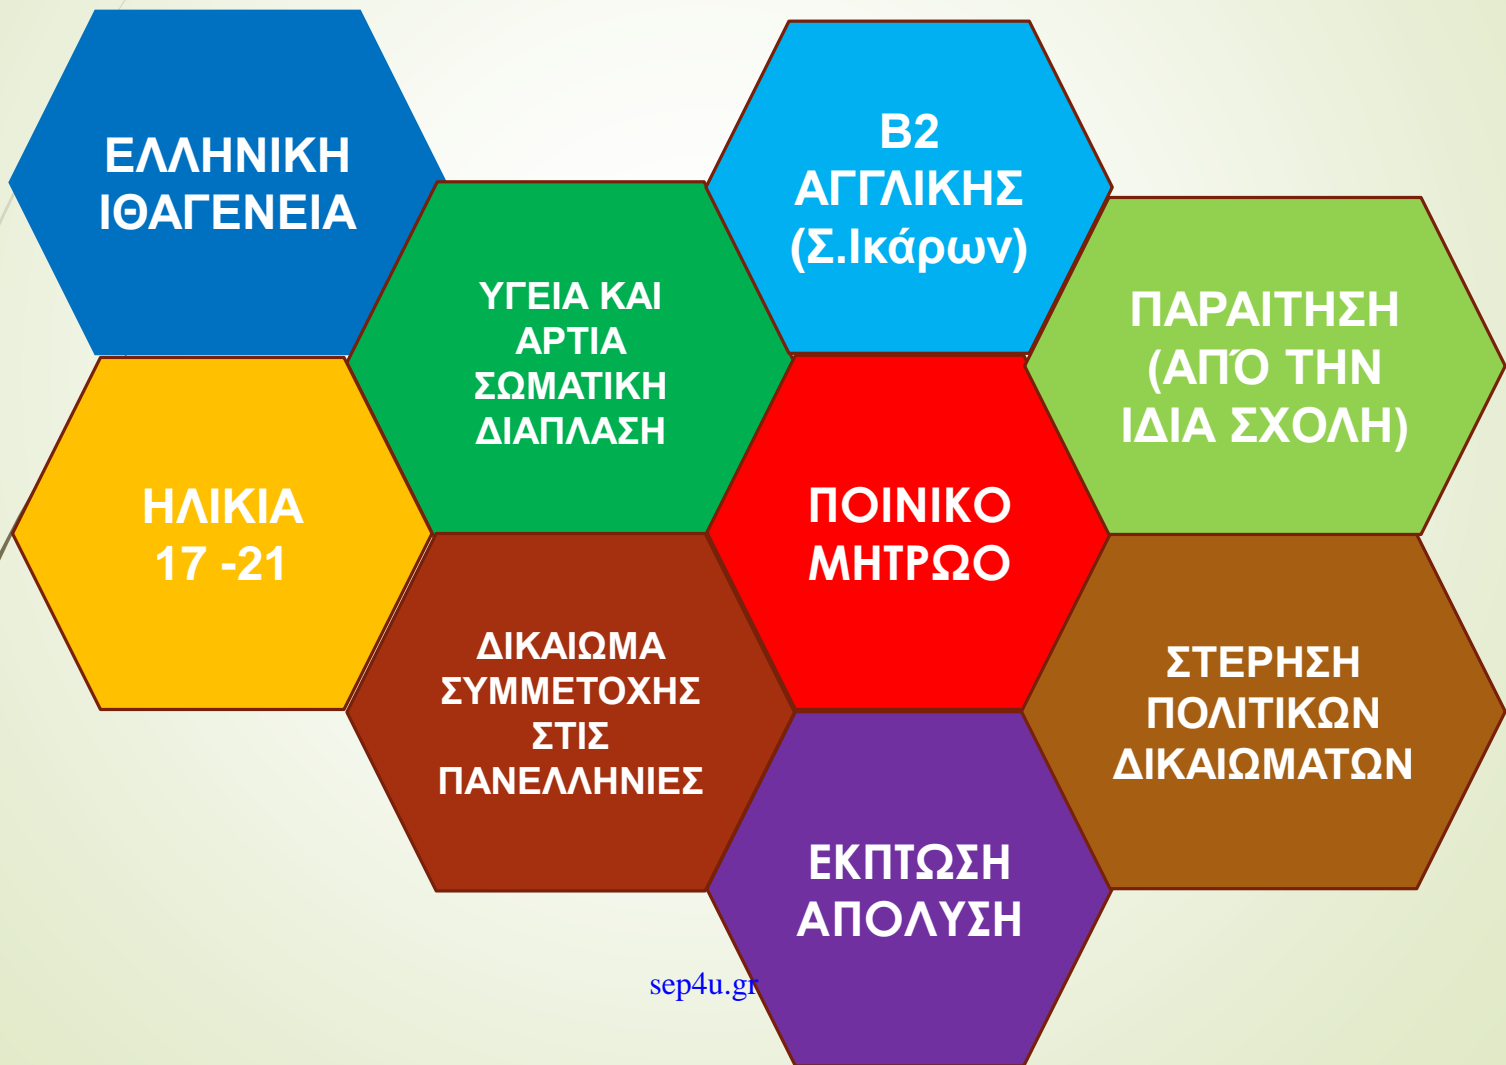 ΕΛΛΗΝΙΚΗ
ΙΘΑΓΕΝΕΙΑ
ΥΓΕΙΑ ΚΑΙ
ΑΡΤΙΑ
ΣΩΜΑΤΙΚΗ
ΔΙΑΠΛΑΣΗ
Β2
ΑΓΓΛΙΚΗΣ
(Σ.Ικάρων)
ΠΑΡΑΙΤΗΣΗ
(ΑΠΌ ΤΗΝ
ΙΔΙΑ ΣΧΟΛΗ)
ΗΛΙΚΙΑ
17 -21
ΔΙΚΑΙΩΜΑ
ΣΥΜΜΕΤΟΧΗΣ
ΣΤΙΣ
ΠΑΝΕΛΛΗΝΙΕΣ
ΠΟΙΝΙΚΟ
ΜΗΤΡΩΟ
ΣΤΕΡΗΣΗ
ΠΟΛΙΤΙΚΩΝ
ΔΙΚΑΙΩΜΑΤΩΝ
ΕΚΠΤΩΣΗ
ΑΠΟΛΥΣΗ
sep4u.gr